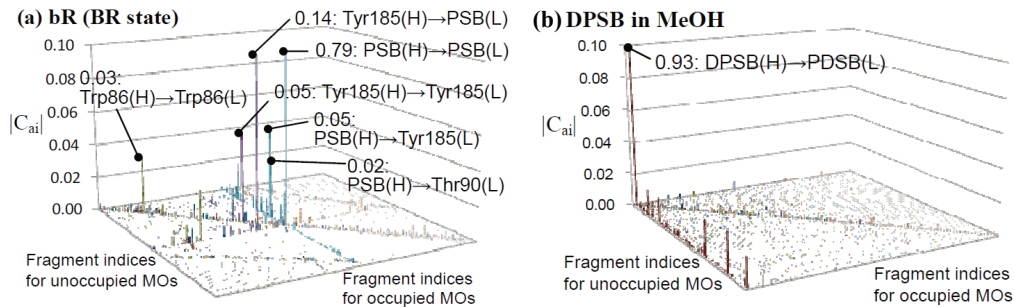 (a) bR (BR state)
0.14: Tyr185(H)→PSB(L)
0.79: PSB(H)→PSB(L)
0.03:
Trp86(H)→Trp86(L)
0.05: Tyr185(H)→Tyr185(L)
0.05:
PSB(H)→Tyr185(L)
0.02:
PSB(H)→Thr90(L)
0.10
0.08
0.06
0.04
0.02
0.00
|Cai|
Fragment indices
for unoccupied MOs
Fragment indices
for occupied MOs
(b) DPSB in MeOH
0.93: DPSB(H)→PDSB(L)
0.10
0.08
0.06
0.04
0.02
0.00
|Cai|
Fragment indices
for unoccupied MOs
Fragment indices
for occupied MOs